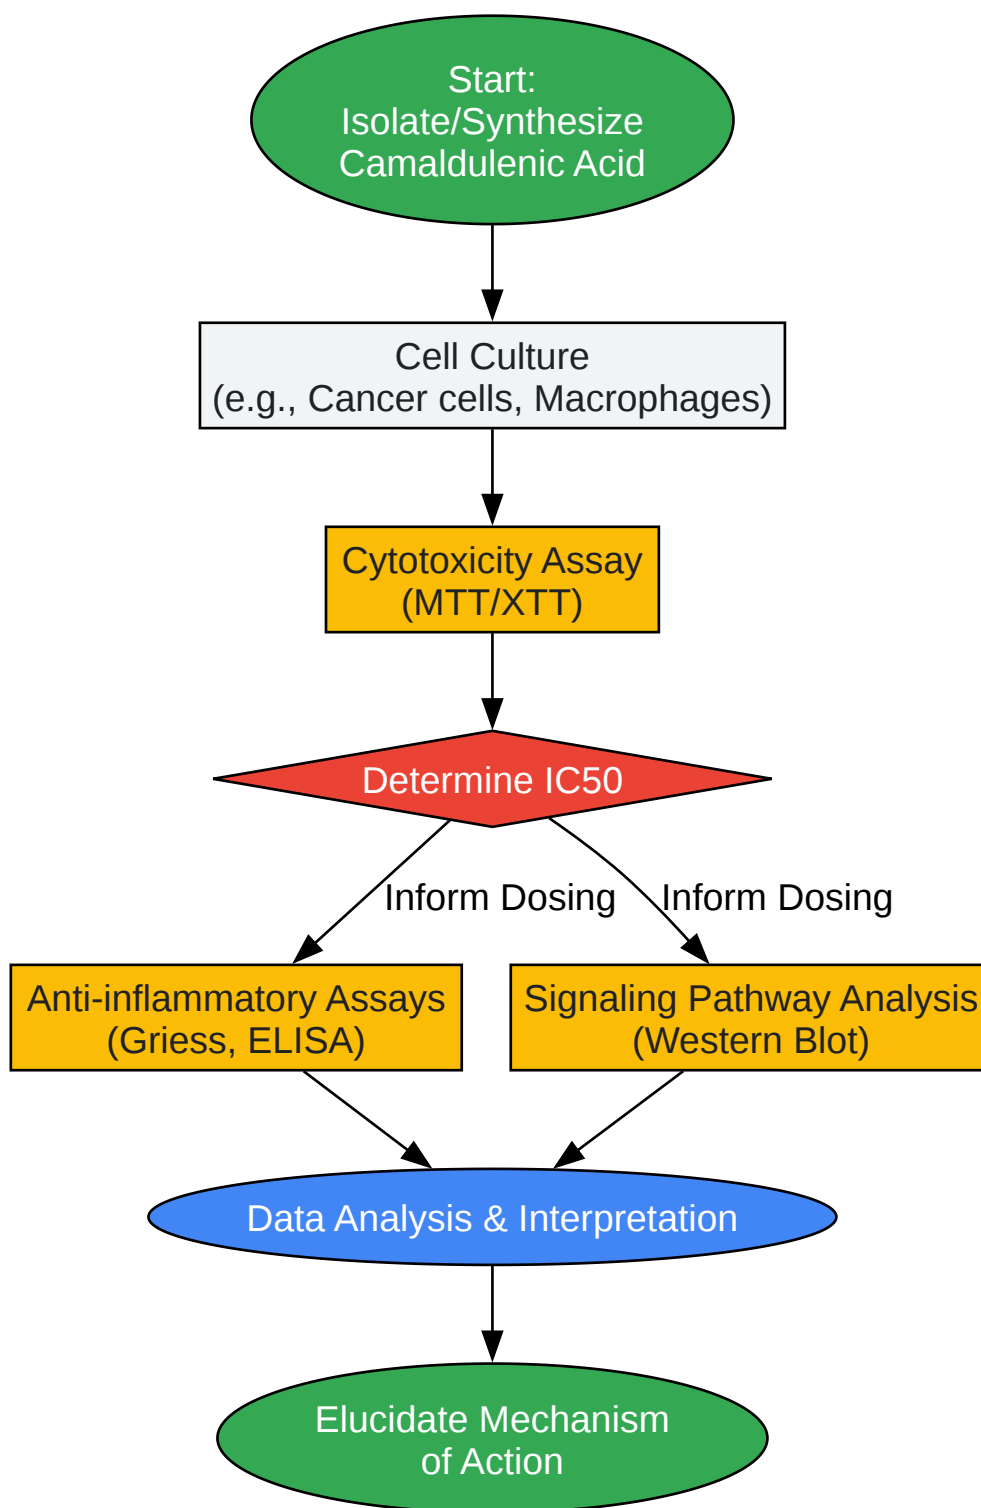 Start:
Isolate/Synthesize
Camaldulenic Acid
Cell Culture
(e.g., Cancer cells, Macrophages)
Cytotoxicity Assay
(MTT/XTT)
Determine IC50
Inform Dosing
Inform Dosing
Anti-inflammatory Assays
(Griess, ELISA)
Signaling Pathway Analysis
(Western Blot)
Data Analysis & Interpretation
Elucidate Mechanism
of Action